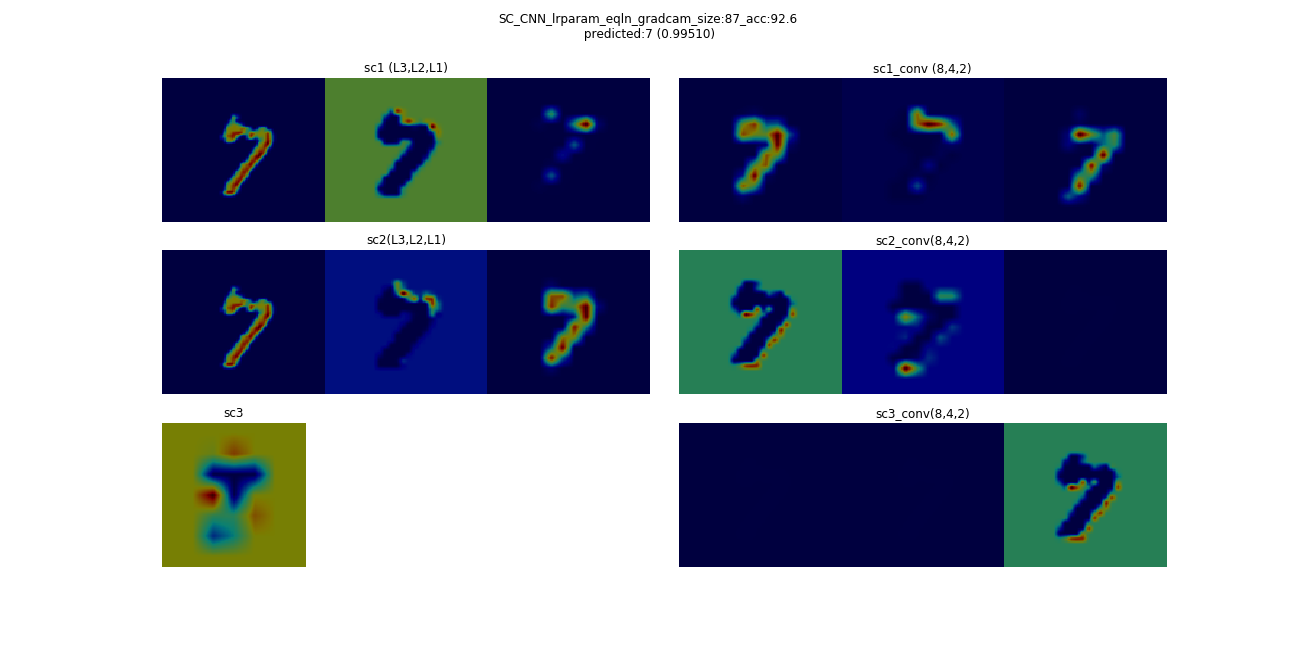 SC_CNN_lrparam_eqln_gradcam_size:87_acc:92.6
predicted:7 (0.99510)
sc1 (L3,L2,L1)
sc1_conv (8,4,2)
sc2(L3,L2,L1)
sc2_conv(8,4,2)
sc3
sc3_conv(8,4,2)